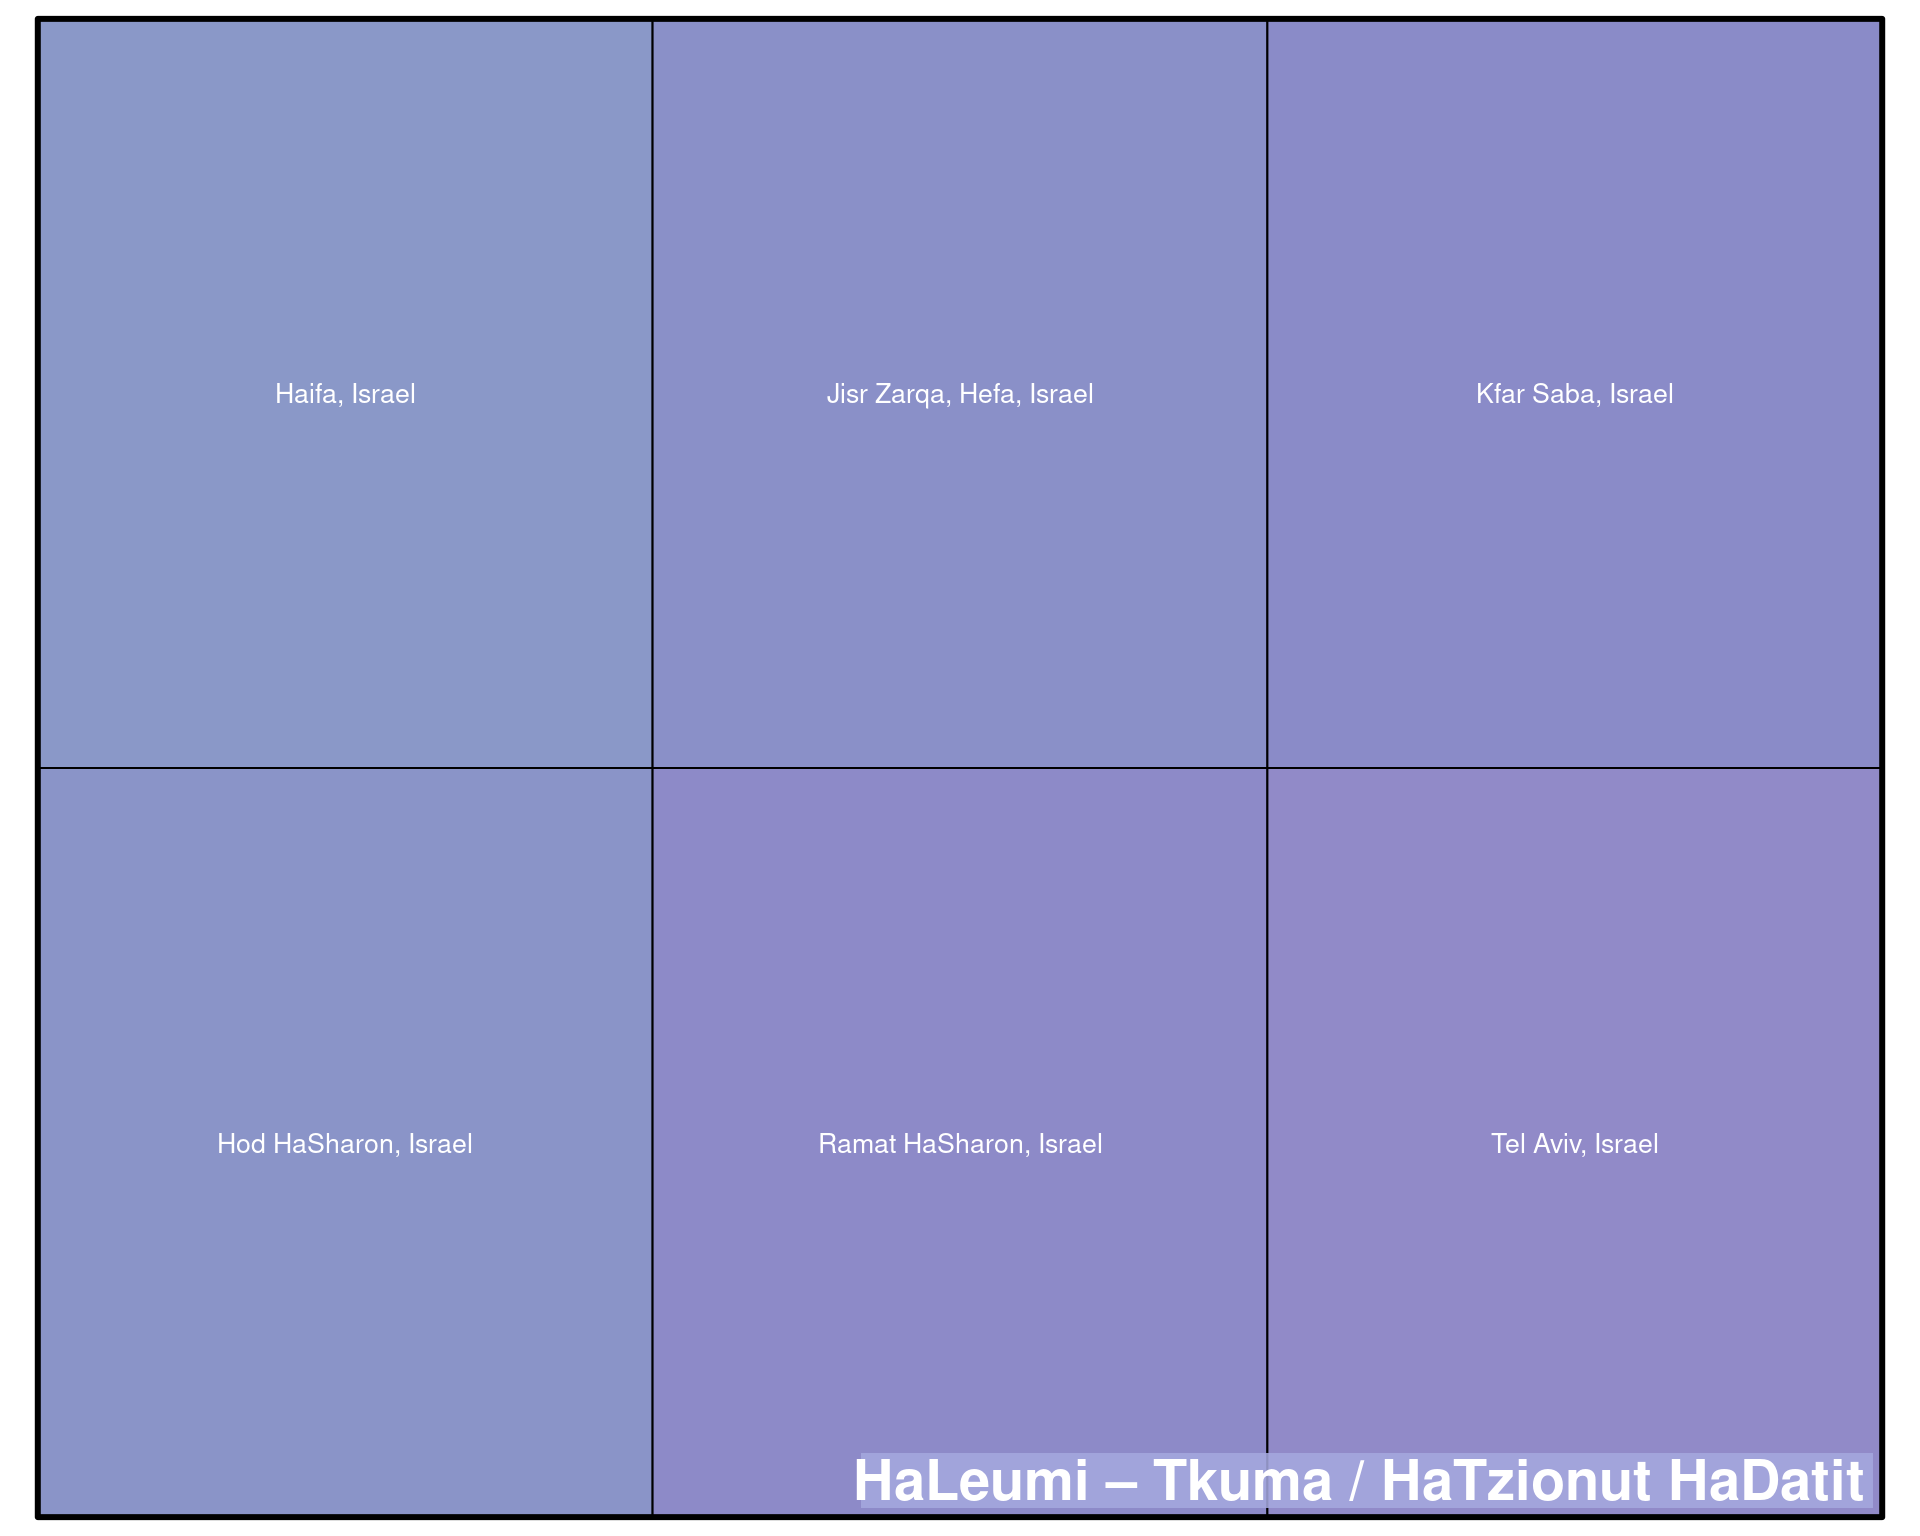 Haifa, Israel
Jisr Zarqa, Hefa, Israel
Kfar Saba, Israel
Hod HaSharon, Israel
Ramat HaSharon, Israel
Tel Aviv, Israel
HaLeumi – Tkuma / HaTzionut HaDatit